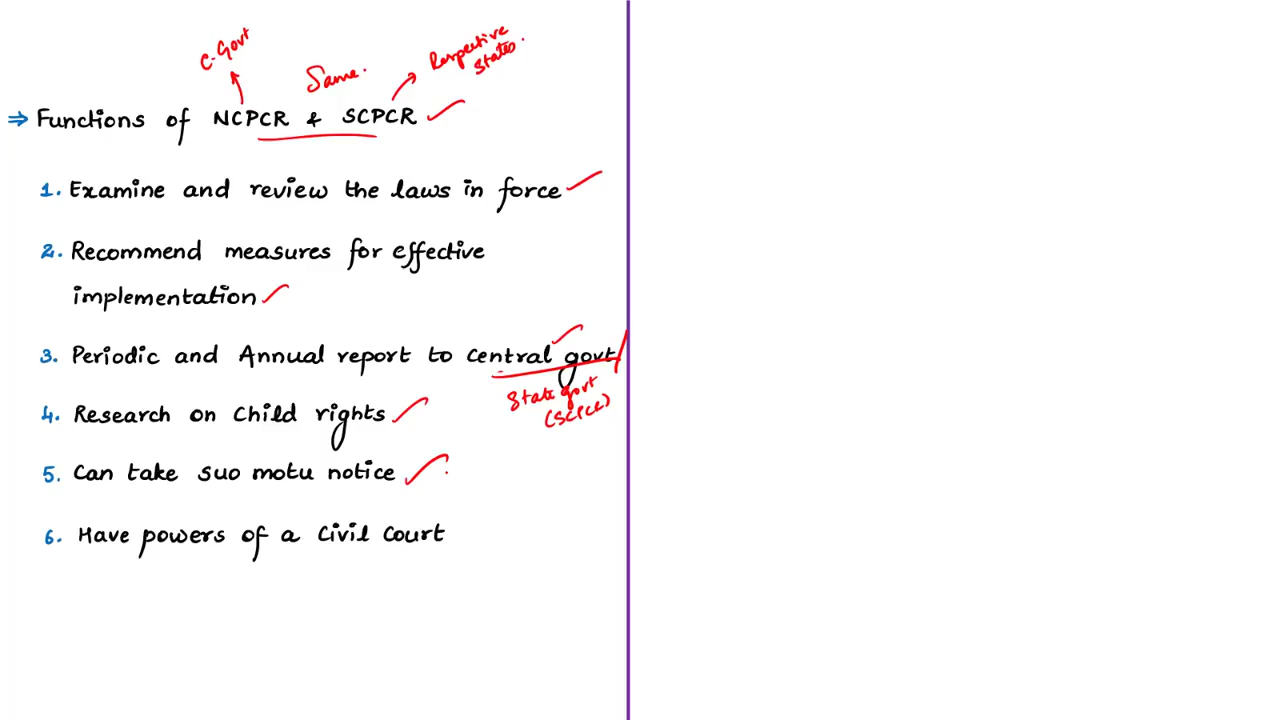 C-Govt
Same.
Respective
states.
⇒ Functions of NCPCR & SCPCR
1. Examine and review the laws in force
2. Recommend measures for effective
implementation
3. Periodic and Annual report to Central govt/
State govt
(SCPCR)
4. Research on Child rights
5. Can take suo motu notice
6. Have powers of a Civil Court